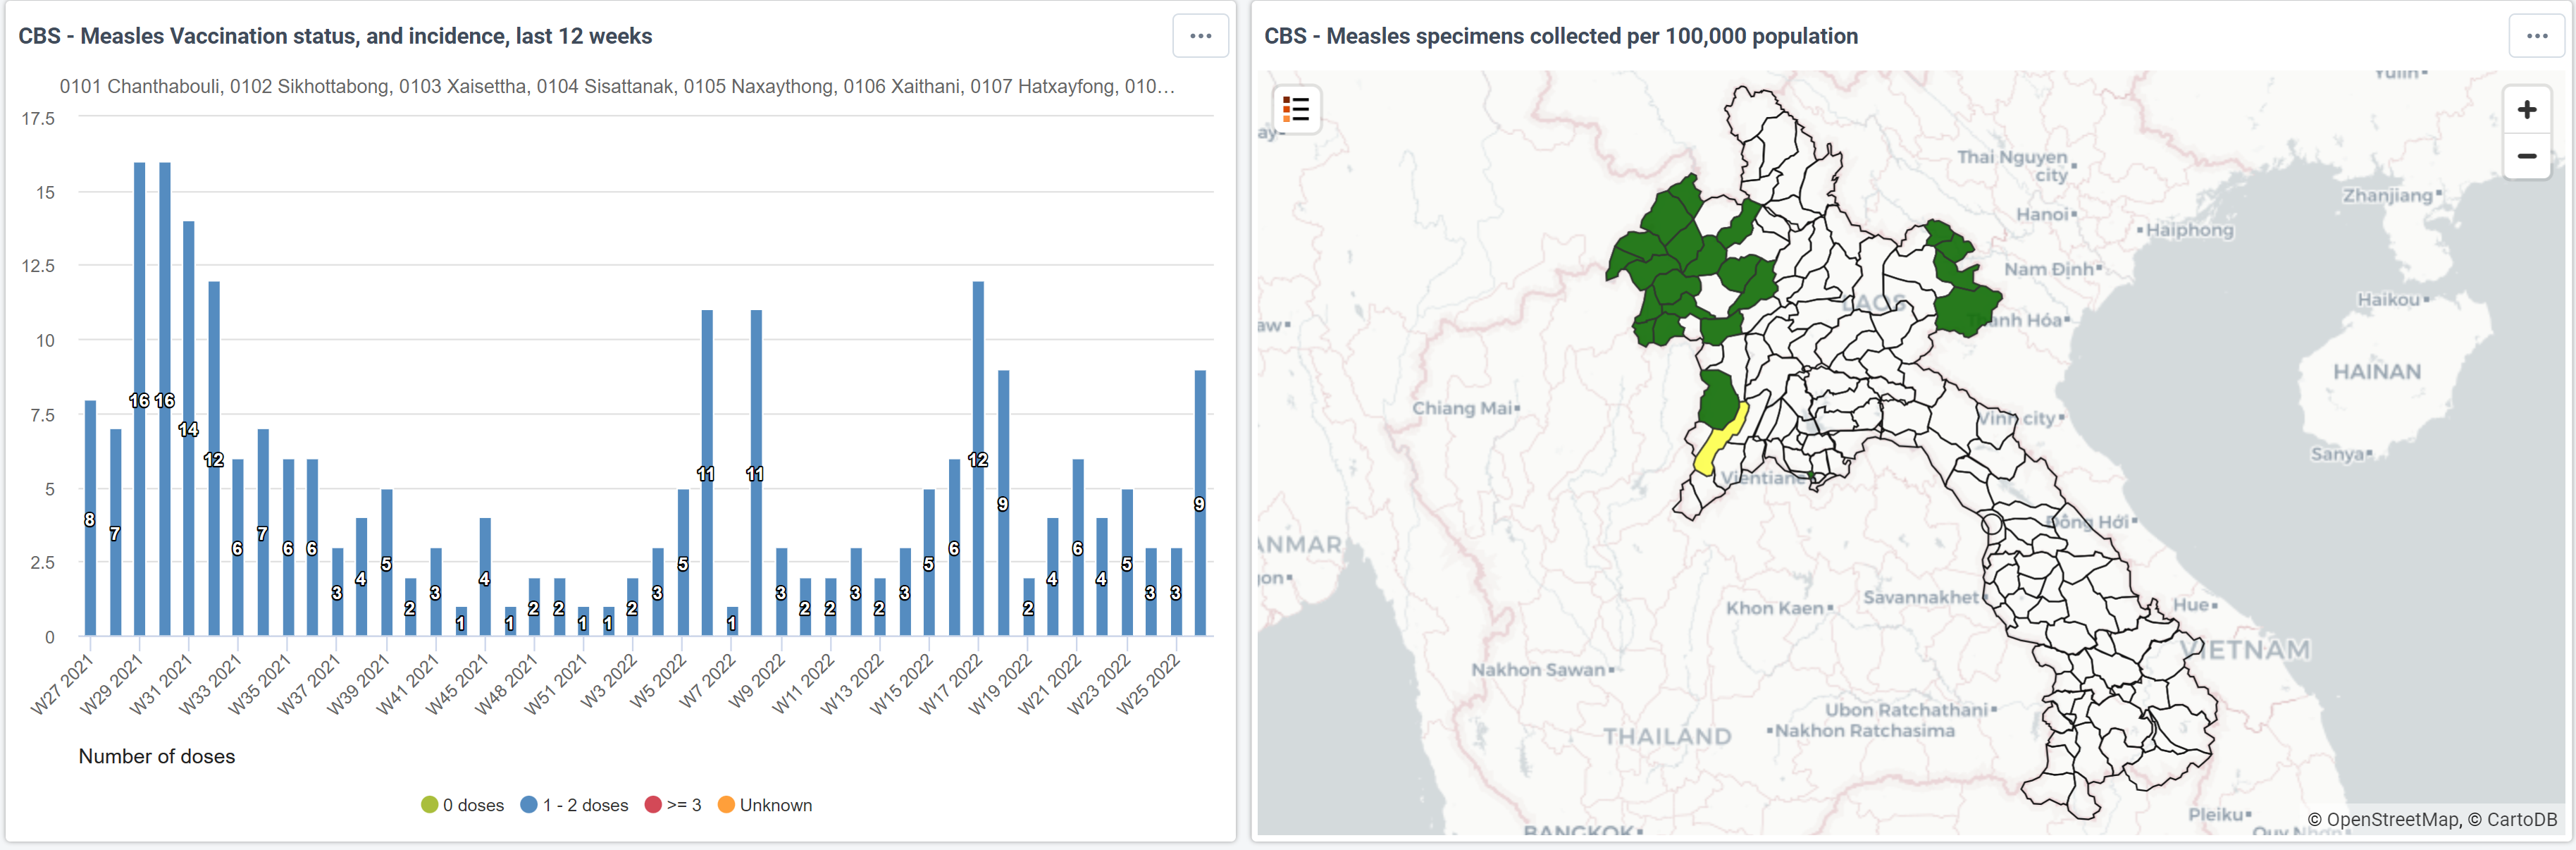 CBS - Measles Vaccination status, and incidence, last 12 weeks
0101 Chanthabouli, 0102 Sikhottabong, 0103 Xaisettha, 0104 Sisattanak, 0105 Naxaythong, 0106 Xaithani, 0107 Hatxayfong, 010...
17.5
15
12.5
10
7.5
5
2.5
0
8
7
16
16
14
12
6
7
6
6
3
4
5
2
3
1
4
1
2
2
1
1
2
3
5
11
1
11
3
2
2
3
2
3
5
6
12
9
2
4
6
4
5
3
3
9
W27 2021
W29 2021
W31 2021
W33 2021
W35 2021
W37 2021
W39 2021
W41 2021
W45 2021
W48 2021
W51 2021
W3 2022
W5 2022
W7 2022
W9 2022
W11 2022
W13 2022
W15 2022
W17 2022
W19 2022
W21 2022
W23 2022
W25 2022
Number of doses
0 doses
1 - 2 doses
>= 3
Unknown
CBS - Measles specimens collected per 100,000 population
+
−
Yulin
ay
Thai Nguyen
city
Zhanjiang
Hanoi
Haiphong
Nam Định
LAOS
Haikou
aw
Thanh Hóa
HAINAN
Chiang Mai
Vinh city
Sanya
Vientiane
Đông Hới
ANMAR
gon
Savannakhet
Khon Kaen
Hue
VIETNAM
Nakhon Sawan
Ubon Ratchathani
THAILAND
Nakhon Ratchasima
Pleiku
© OpenStreetMap, © CartoDB
BANGKOK